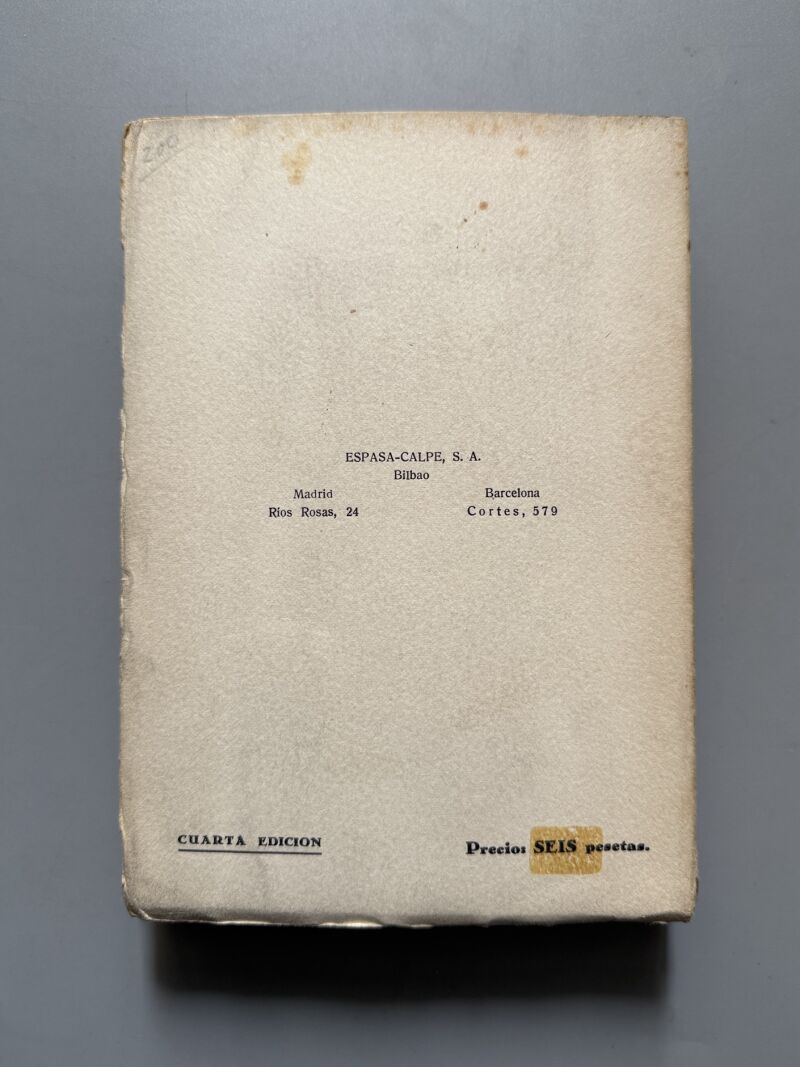 200
ESPASA-CALPE, S. A.
Bilbao
Madrid Barcelona
Ríos Rosas, 24 Cortes, 579
CUARTA EDICION
Precio: SEIS pesetas.